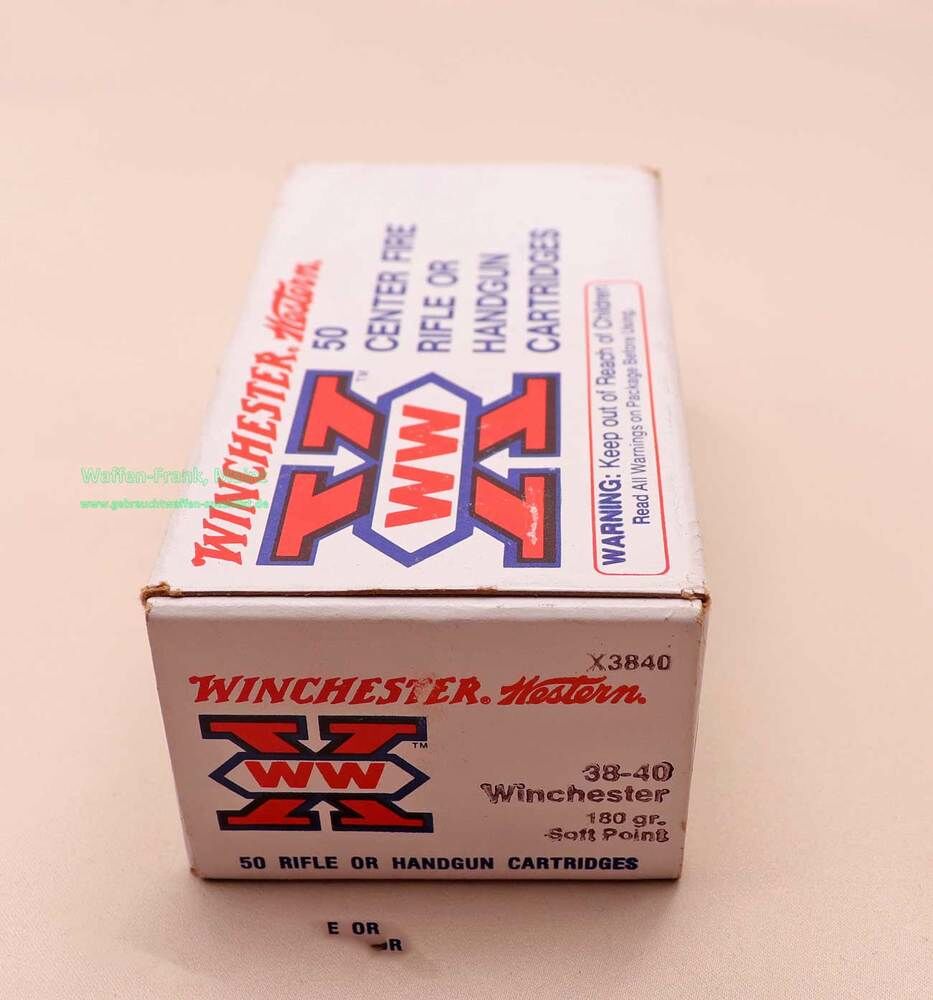 WINCHESTER® Western®
50
CENTER FIRE
RIFLE OR
HANDGUN
CARTRIDGES
WW
TM
WARNING: Keep out of Reach of Children
Read All Warnings on Package Before Using.
Waffen-Frank,
X3840
WINCHESTER® Western®
WW
TM
38-40
Winchester
180 gr.
Soft Point
50 RIFLE OR HANDGUN CARTRIDGES
E OR
R